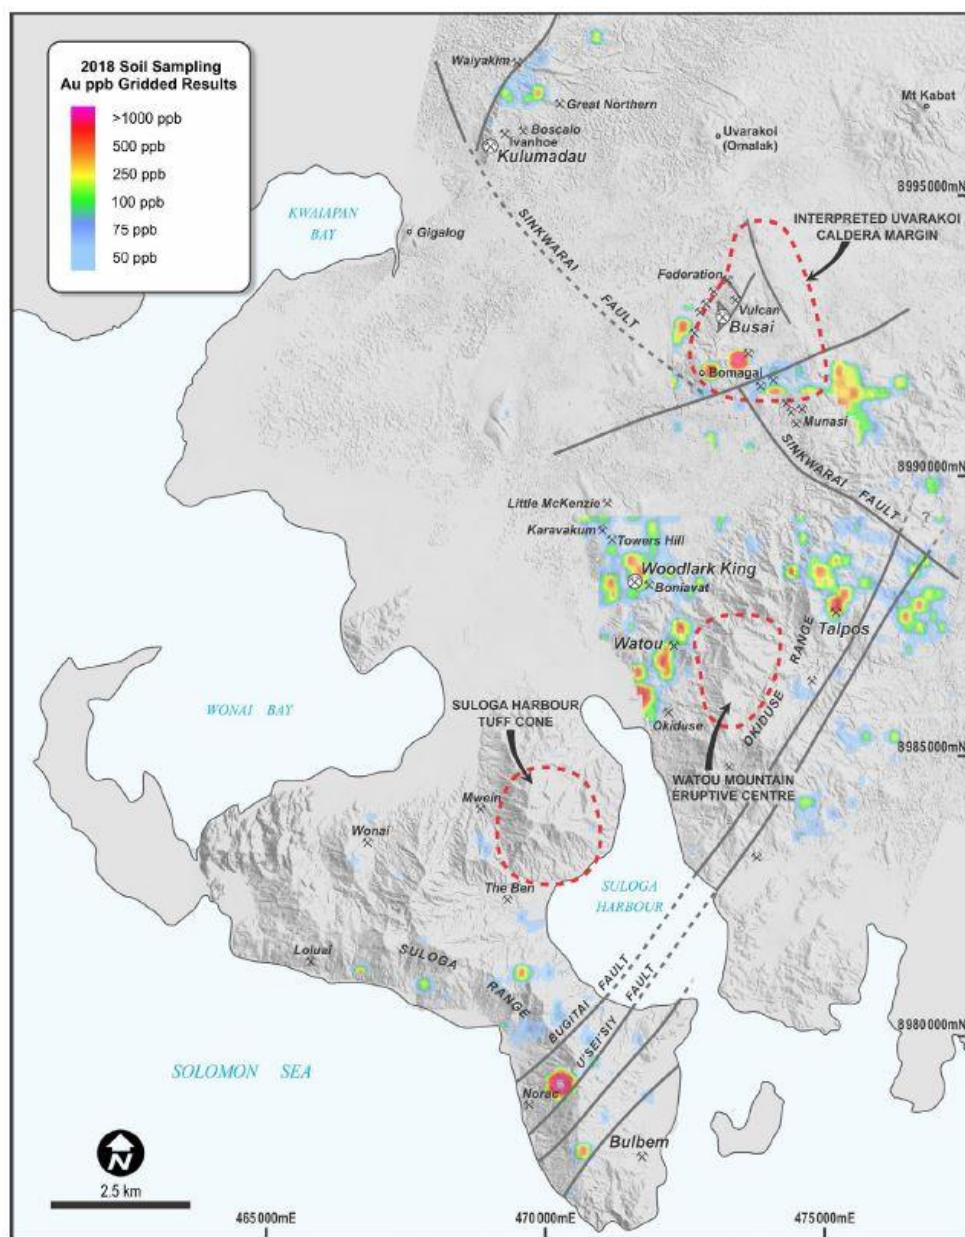 2018 Soil Sampling
Au ppb Gridded Results
>1000 ppb
500 ppb
250 ppb
100 ppb
75 ppb
50 ppb
Waiyakim
Great Northern
Boscalo
Ivanhoe
Kulumadau
Mt Kabat
Uvarakoi
(Omalak)
8995000mN
KWAIAPAN
BAY
Gigalog
SINKWARAI
FAULT
INTERPRETED UVARAKOI
CALDERA MARGIN
Federation
Vulcan
Busai
Bomagai
Munasi
SINKWARAI FAULT
8990000mN
?
Little McKenzie
Karavakum
Towers Hill
Woodlark King
Boniavat
Talpos
Watou
OKIDUSE RANGE
WONAI BAY
SULOGA HARBOUR
TUFF CONE
Okiduse
8985000mN
WATOU MOUNTAIN
ERUPTIVE CENTRE
Mwein
Wonai
The Ben
SULOGA
HARBOUR
Loluai
SULOGA
RANGE
BUGITAI FAULT
U'SEI'SIY FAULT
8980000mN
SOLOMON SEA
Norac
Bulbem
N
2.5 km
465000mE
470000mE
475000mE